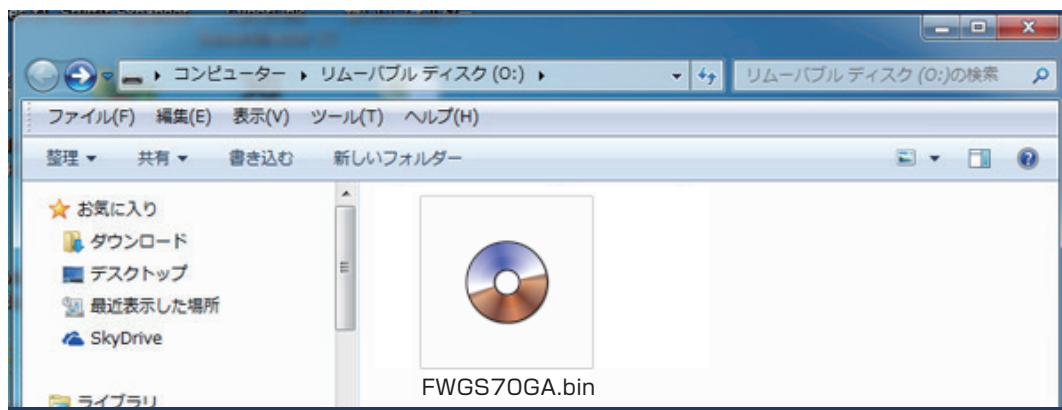 コンピューター ▸ リムーバブル ディスク (O:) ▸
リムーバブル ディスク (O:)の検索
ファイル(F) 編集(E) 表示(V) ツール(T) ヘルプ(H)
整理 ▼ 共有 ▼ 書き込む 新しいフォルダー
お気に入り
ダウンロード
デスクトップ
最近表示した場所
SkyDrive
ライブラリ
FWGS70GA.bin